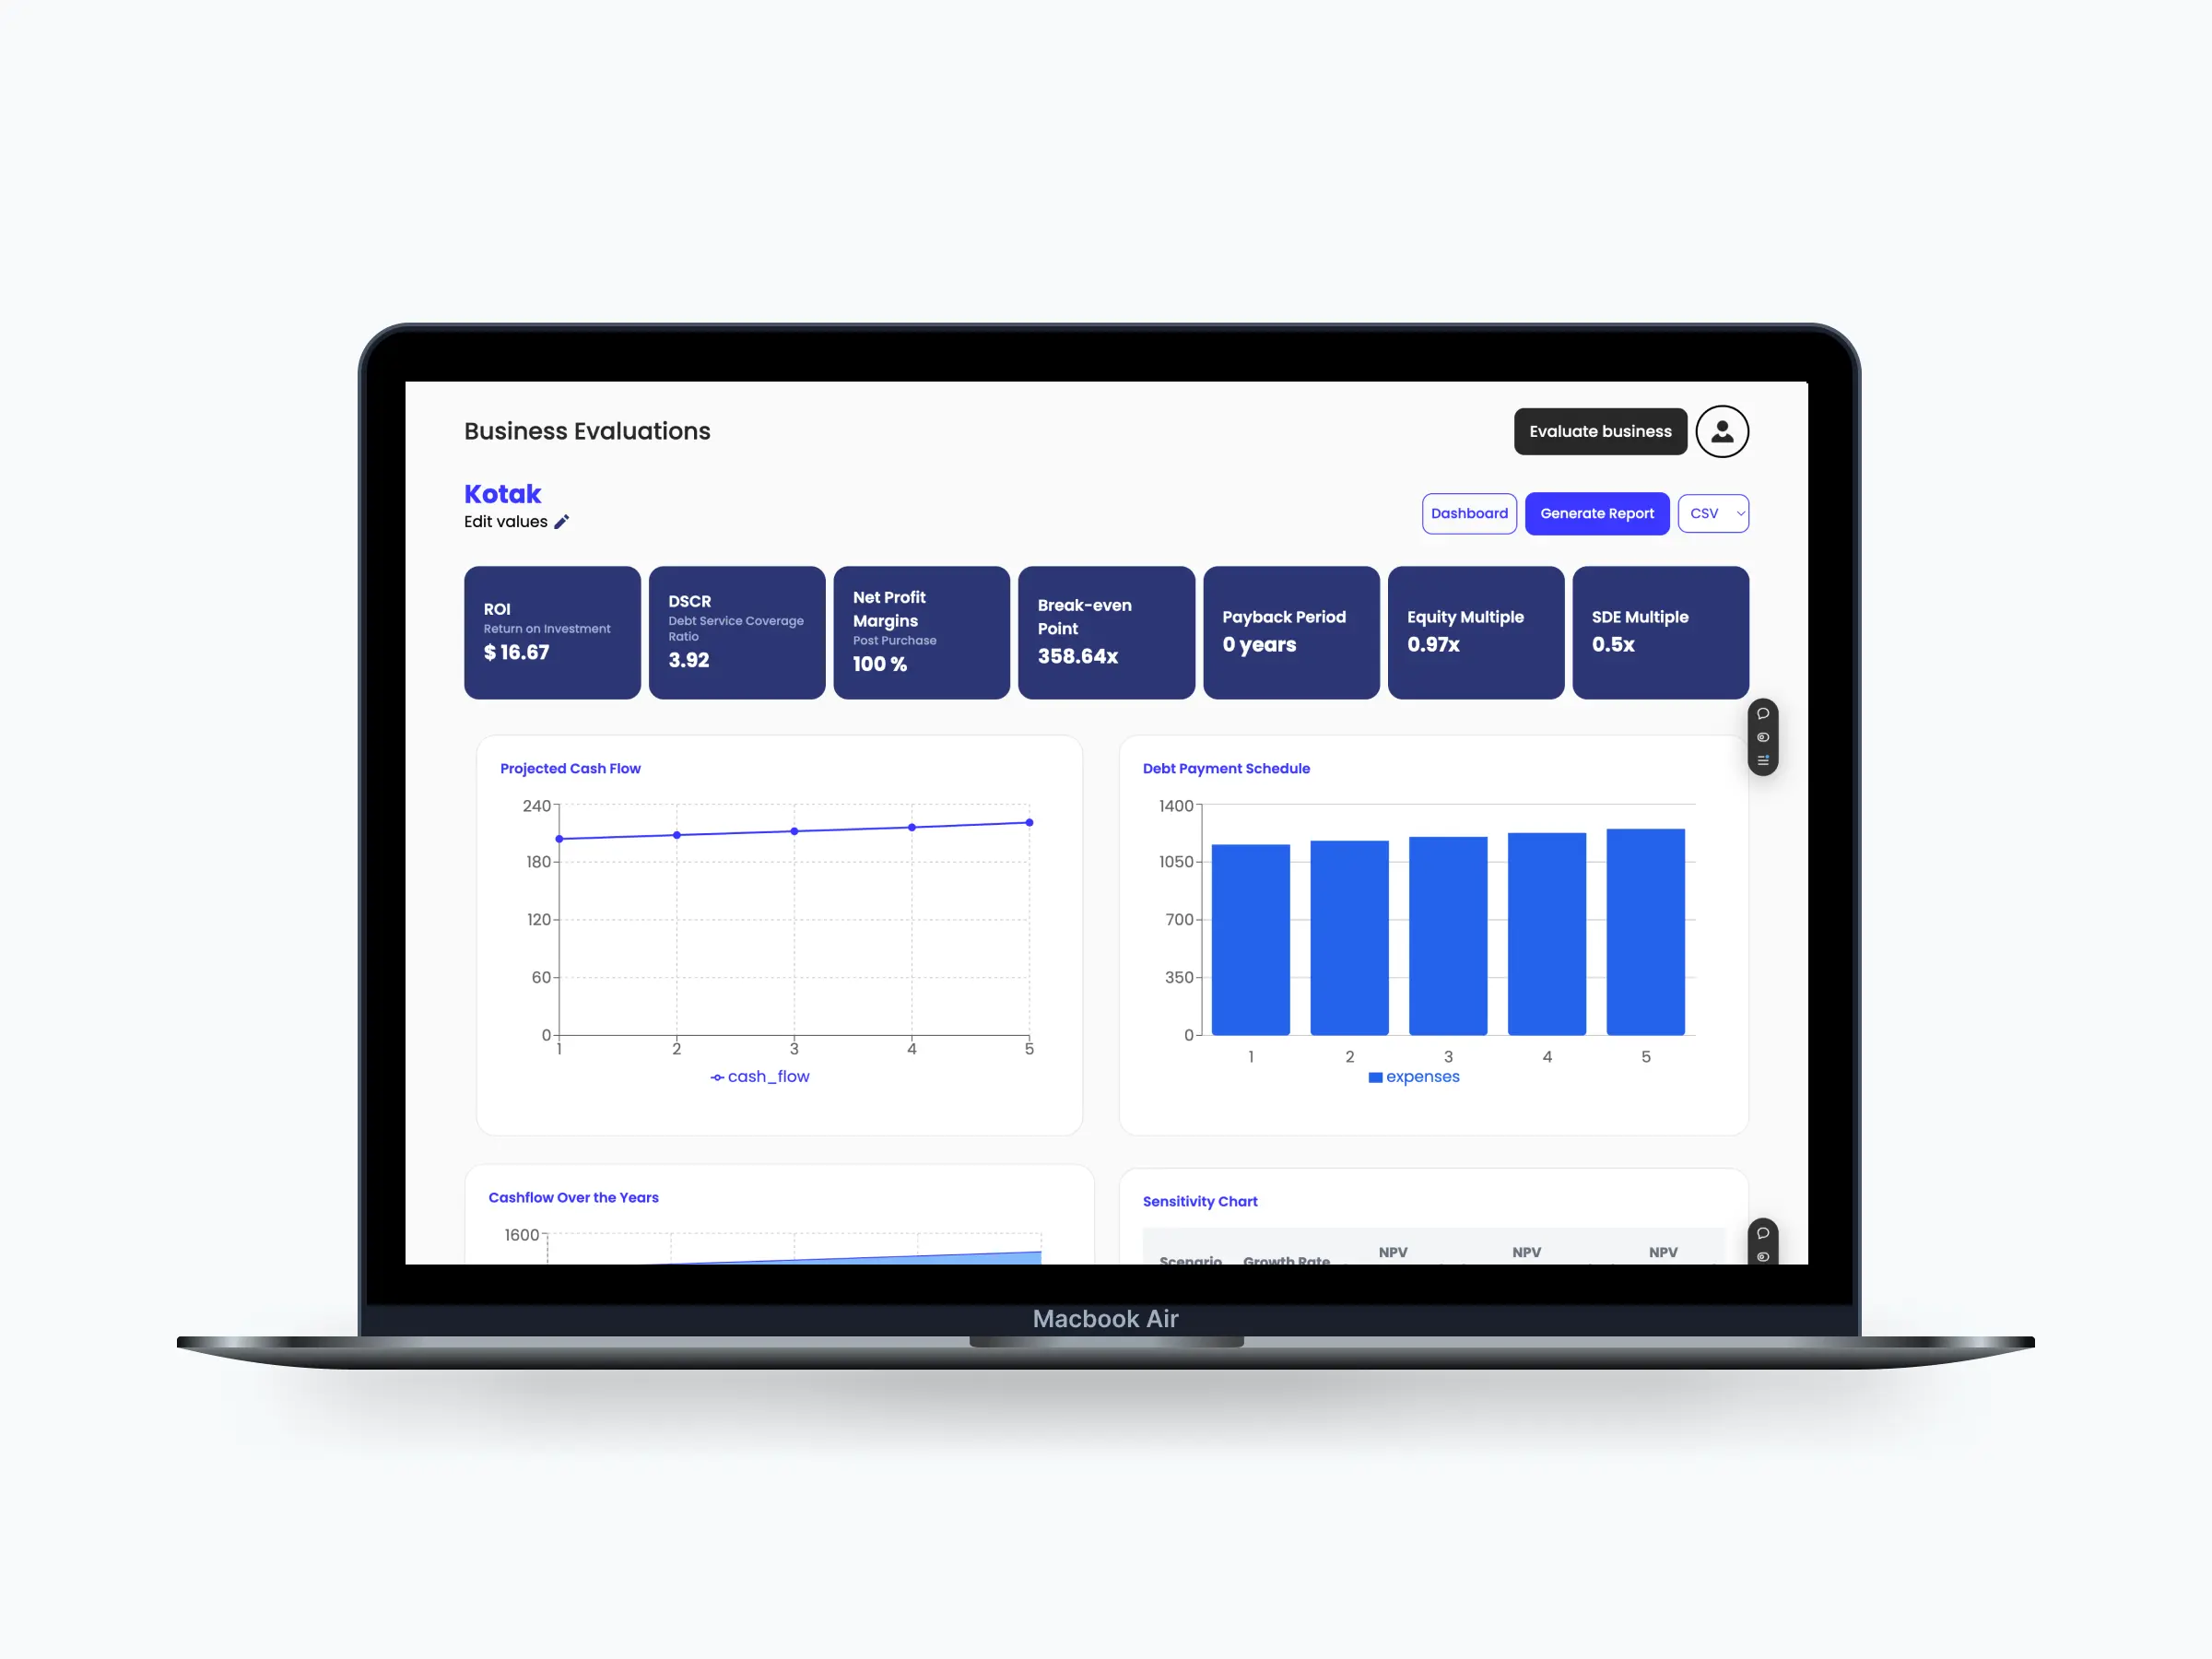 Business Evaluations
Evaluate business
Kotak
Edit values
Dashboard
Generate Report
CSV
ROI
Return on Investment
$ 16.67
DSCR
Debt Service Coverage
Ratio
3.92
Net Profit
Margins
Post Purchase
100 %
Break-even
Point
358.64x
Payback Period
0 years
Equity Multiple
0.97x
SDE Multiple
0.5x
Projected Cash Flow
240
180
120
60
0
1 2 3 4 5
cash_flow
Debt Payment Schedule
1400
1050
700
350
0
1 2 3 4 5
expenses
Cashflow Over the Years
1600
Sensitivity Chart
Scenario Growth Rate NPV NPV NPV
Macbook Air